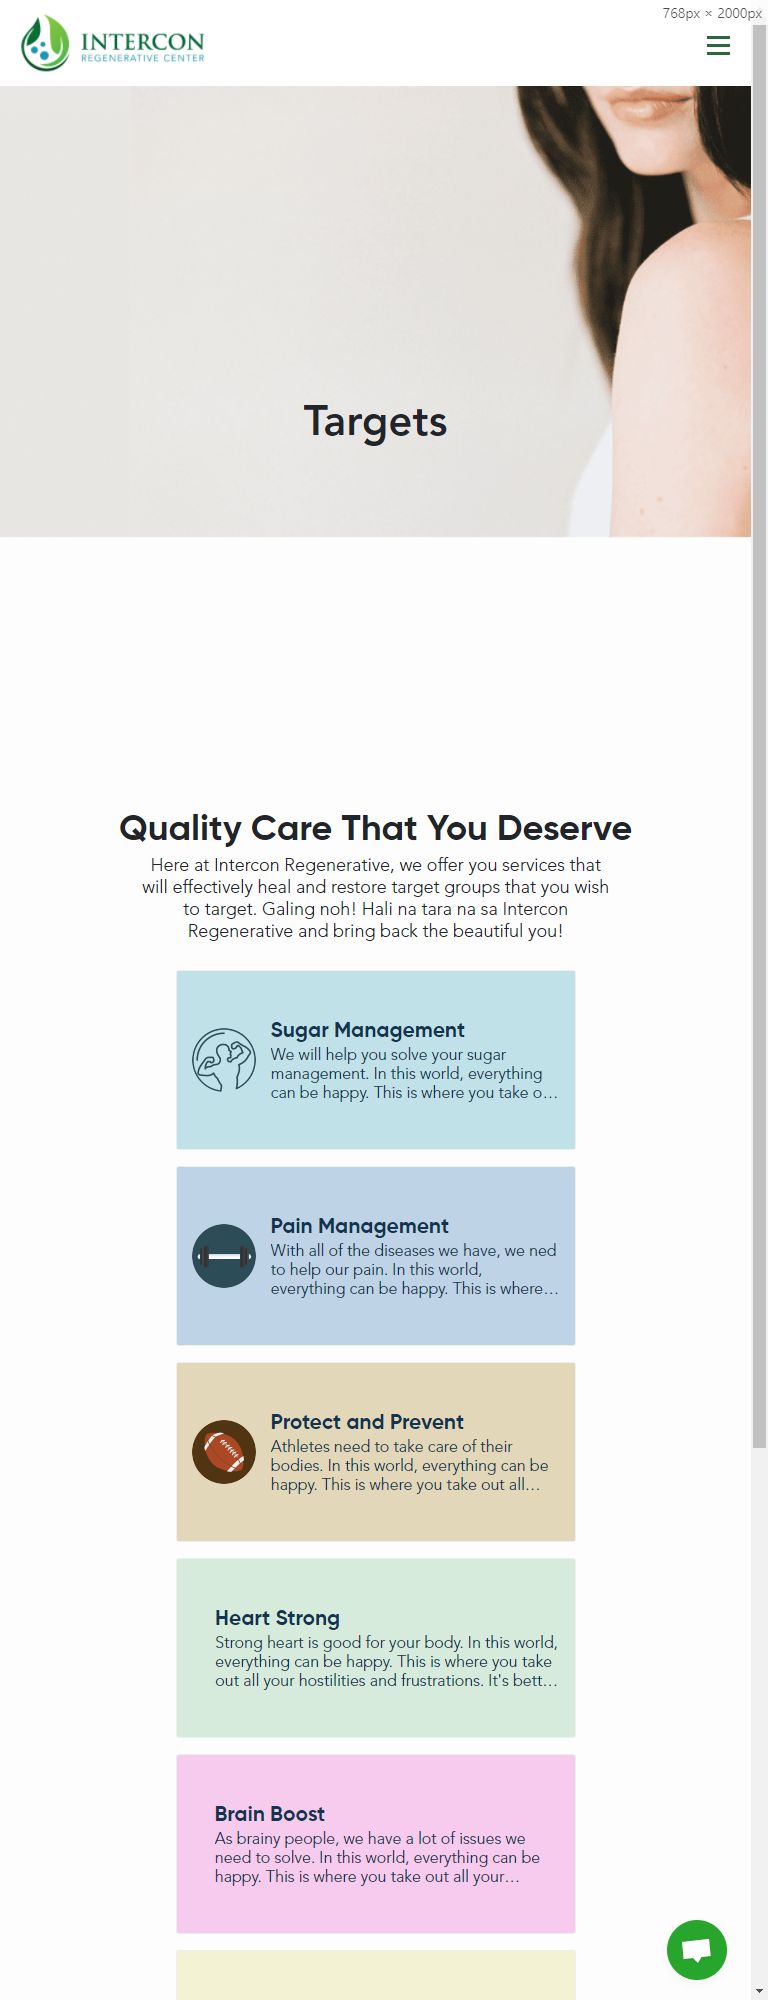 768px × 2000px
INTERCON
REGENERATIVE CENTER
Targets
Quality Care That You Deserve
Here at Intercon Regenerative, we offer you services that
will effectively heal and restore target groups that you wish
to target. Galing noh! Hali na tara na sa Intercon
Regenerative and bring back the beautiful you!
Sugar Management
We will help you solve your sugar
management. In this world, everything
can be happy. This is where you take o…
Pain Management
With all of the diseases we have, we ned
to help our pain. In this world,
everything can be happy. This is where…
Protect and Prevent
Athletes need to take care of their
bodies. In this world, everything can be
happy. This is where you take out all…
Heart Strong
Strong heart is good for your body. In this world,
everything can be happy. This is where you take
out all your hostilities and frustrations. It's bett…
Brain Boost
As brainy people, we have a lot of issues we
need to solve. In this world, everything can be
happy. This is where you take out all your…